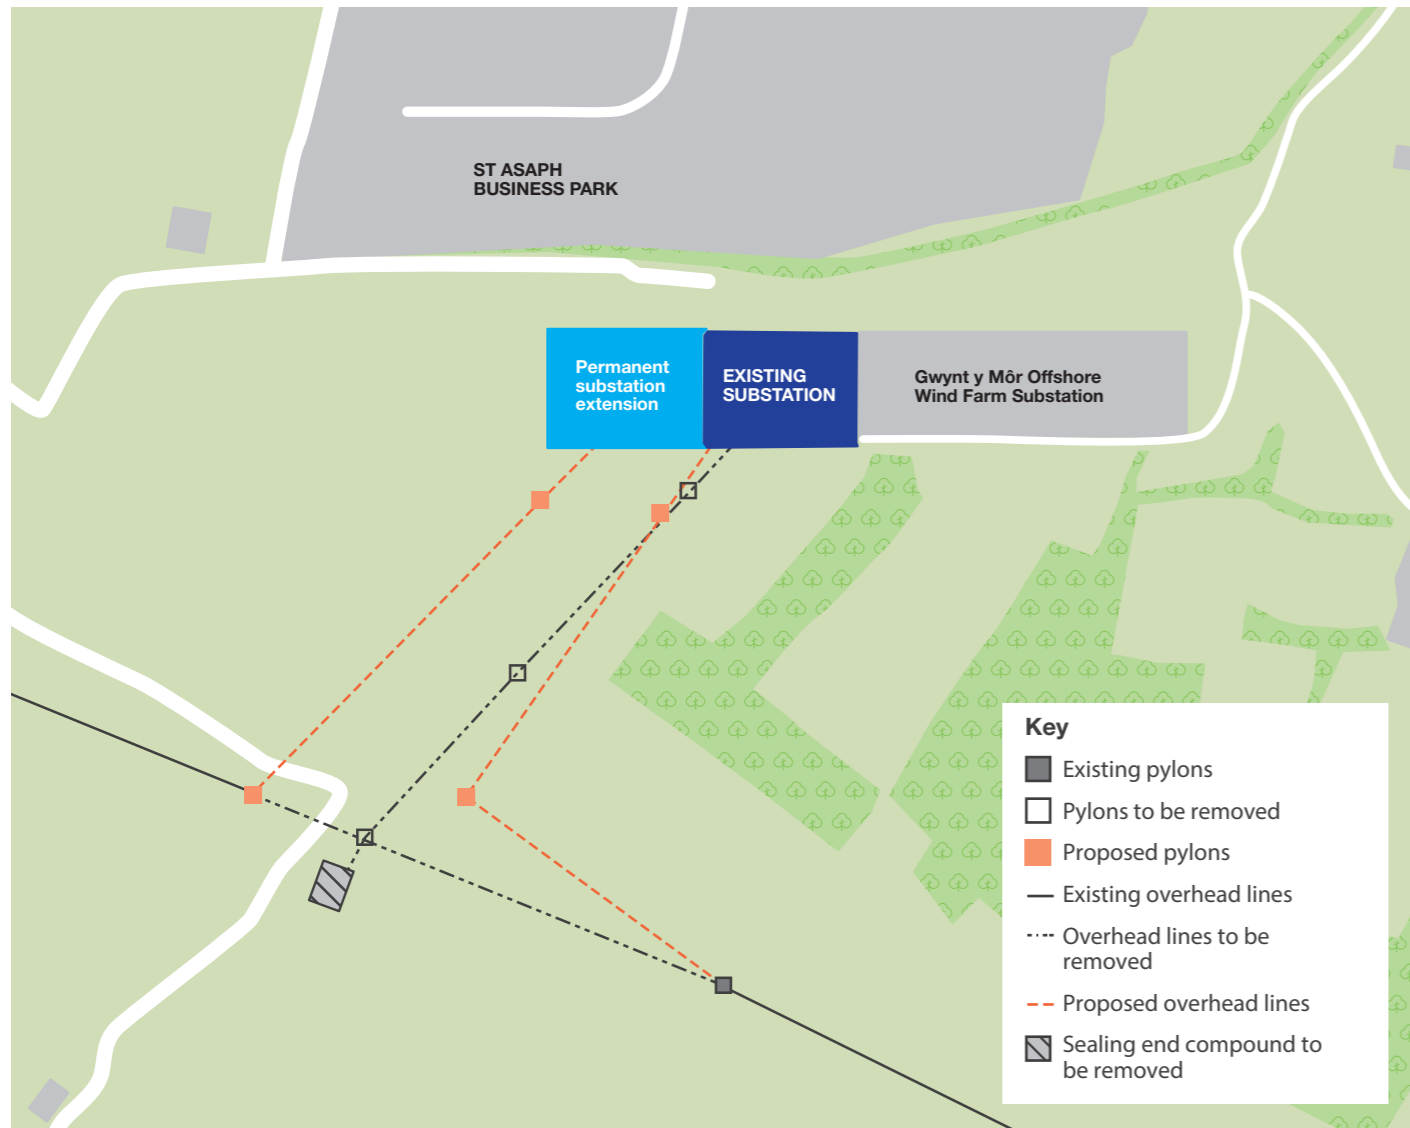 ST ASAPH
BUSINESS PARK
Permanent
substation
extension
EXISTING
SUBSTATION
Gwynt y Môr Offshore
Wind Farm Substation
Key
Existing pylons
Pylons to be removed
Proposed pylons
Existing overhead lines
Overhead lines to be
removed
Proposed overhead lines
Sealing end compound to
be removed